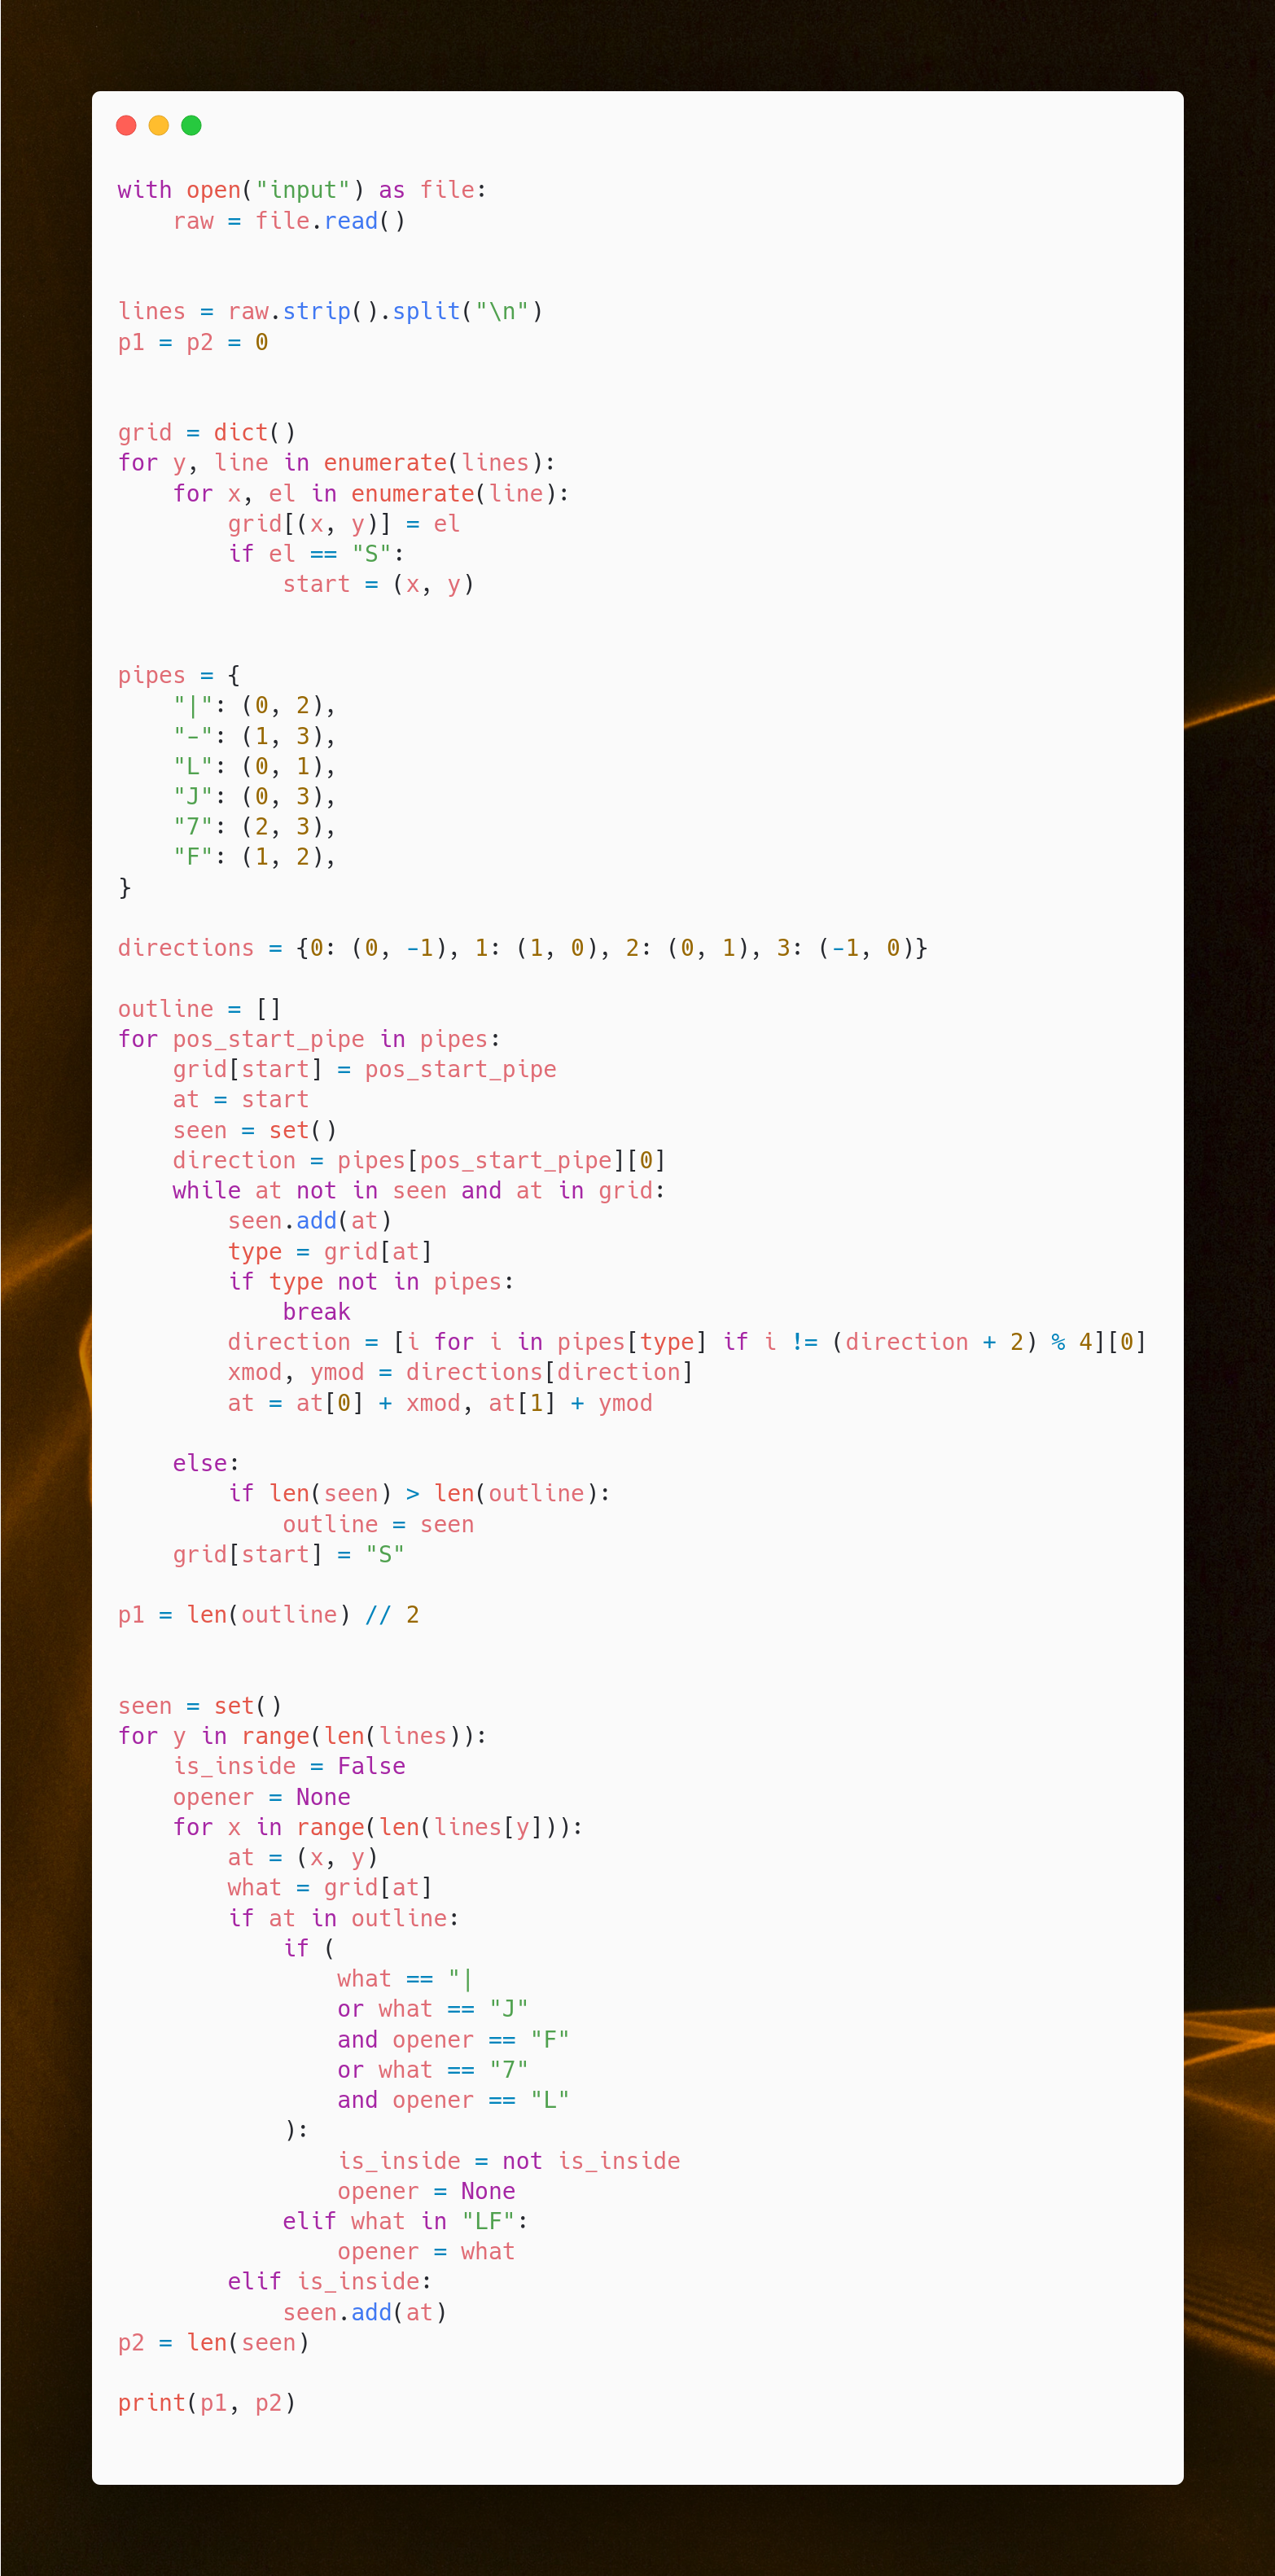 with open("input") as file:
    raw = file.read()


lines = raw.strip().split("\n")
p1 = p2 = 0


grid = dict()
for y, line in enumerate(lines):
    for x, el in enumerate(line):
        grid[(x, y)] = el
        if el == "S":
            start = (x, y)


pipes = {
    "|": (0, 2),
    "-": (1, 3),
    "L": (0, 1),
    "J": (0, 3),
    "7": (2, 3),
    "F": (1, 2),
}

directions = {0: (0, -1), 1: (1, 0), 2: (0, 1), 3: (-1, 0)}

outline = []
for pos_start_pipe in pipes:
    grid[start] = pos_start_pipe
    at = start
    seen = set()
    direction = pipes[pos_start_pipe][0]
    while at not in seen and at in grid:
        seen.add(at)
        type = grid[at]
        if type not in pipes:
            break
        direction = [i for i in pipes[type] if i != (direction + 2) % 4][0]
        xmod, ymod = directions[direction]
        at = at[0] + xmod, at[1] + ymod

    else:
        if len(seen) > len(outline):
            outline = seen
    grid[start] = "S"

p1 = len(outline) // 2


seen = set()
for y in range(len(lines)):
    is_inside = False
    opener = None
    for x in range(len(lines[y])):
        at = (x, y)
        what = grid[at]
        if at in outline:
            if (
                what == "|
                or what == "J"
                and opener == "F"
                or what == "7"
                and opener == "L"
            ):
                is_inside = not is_inside
                opener = None
            elif what in "LF":
                opener = what
        elif is_inside:
            seen.add(at)
p2 = len(seen)

print(p1, p2)